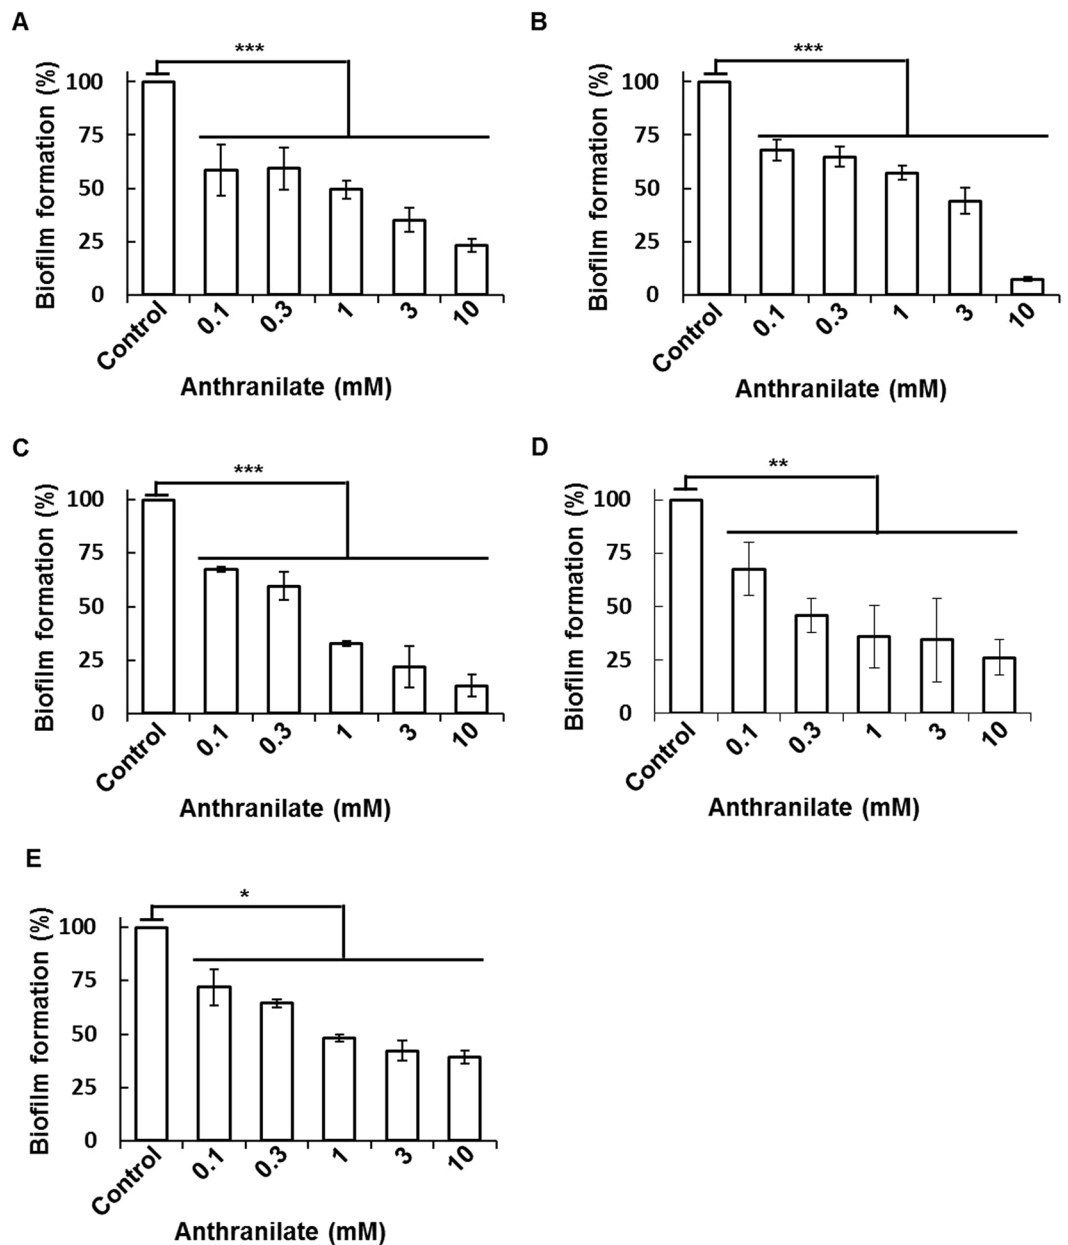 A
***
Biofilm formation (%)
100
75
50
25
0
Control 0.1 0.3 1 3 10
Anthranilate (mM)
B
***
Biofilm formation (%)
100
75
50
25
0
Control 0.1 0.3 1 3 10
Anthranilate (mM)
C
***
Biofilm formation (%)
100
75
50
25
0
Control 0.1 0.3 1 3 10
Anthranilate (mM)
D
**
Biofilm formation (%)
100
75
50
25
0
Control 0.1 0.3 1 3 10
Anthranilate (mM)
E
*
Biofilm formation (%)
100
75
50
25
0
Control 0.1 0.3 1 3 10
Anthranilate (mM)